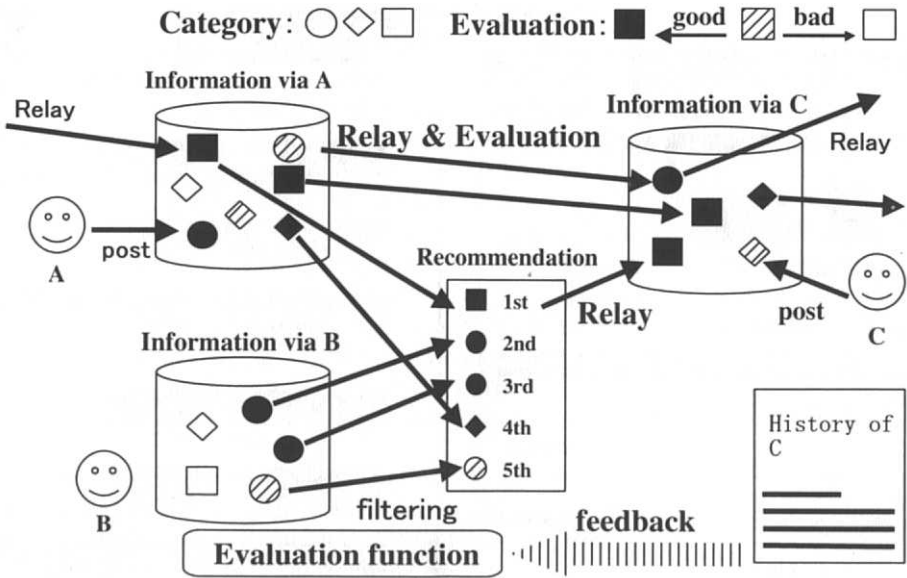 Category:
Evaluation: good bad
Information via A
Relay
Relay & Evaluation
Information via C
Relay
A
post
Recommendation
1st
2nd
3rd
4th
5th
Relay
post
C
Information via B
B
filtering
History of
C
feedback
Evaluation function